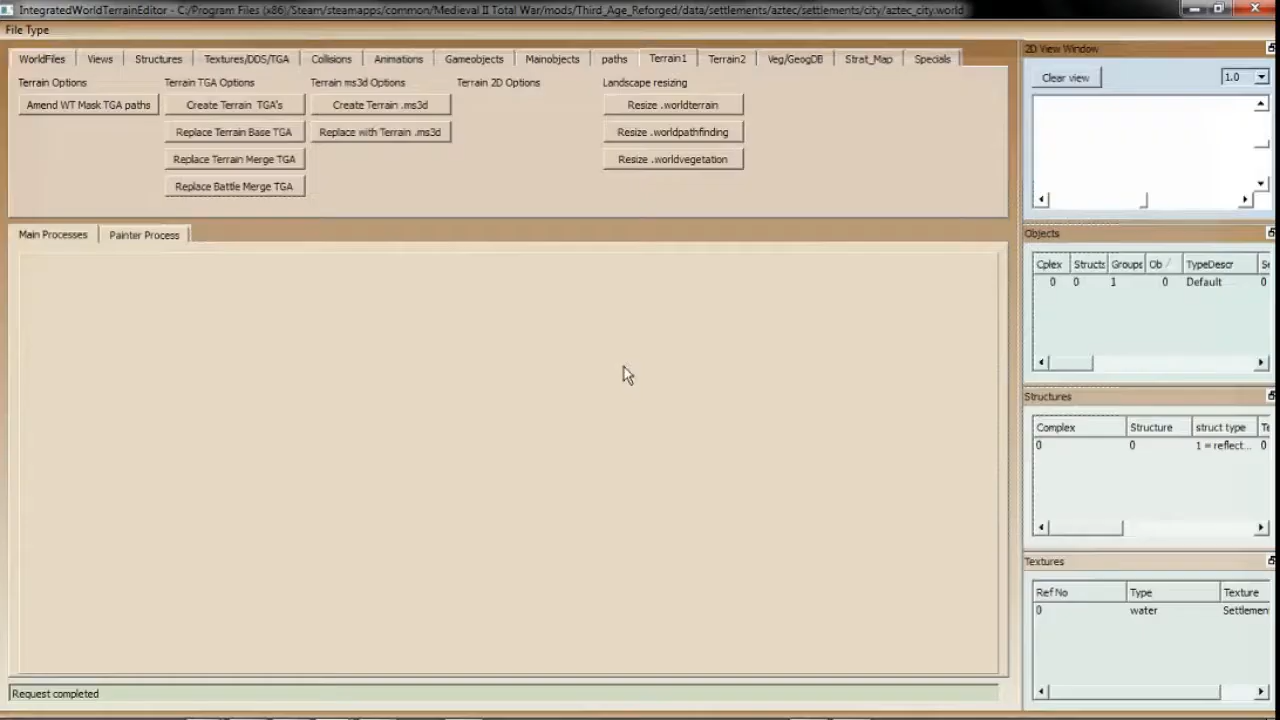 IntegratedWorldTerrainEditor - C:/Program Files (x86)/Steam/steamapps/common/Medieval II Total War/mods/Third_Age_Reforged/data/settlements/aztec/settlements/city/aztec_city.world
File Type
WorldFiles Views Structures Textures/DDS/TGA Collisions Animations Gameobjects Mainobjects paths Terrain1 Terrain2 Veg/GeogDB Strat_Map Specials
Terrain Options Terrain TGA Options Terrain ms3d Options Terrain 2D Options Landscape resizing
Amend WT Mask TGA paths Create Terrain TGA's Create Terrain .ms3d Resize .worldterrain
Replace Terrain Base TGA Replace with Terrain .ms3d Resize .worldpathfinding
Replace Terrain Merge TGA Resize .worldvegetation
Replace Battle Merge TGA
Main Processes Painter Process
Request completed
2D View Window
Clear view 1.0
Objects
Cplex Structs Groups Ob TypeDescr Se
0 0 1 0 Default 0
Structures
Complex Structure struct type Te
0 0 1 = reflect... 0
Textures
Ref No Type Texture
0 water Settlemen